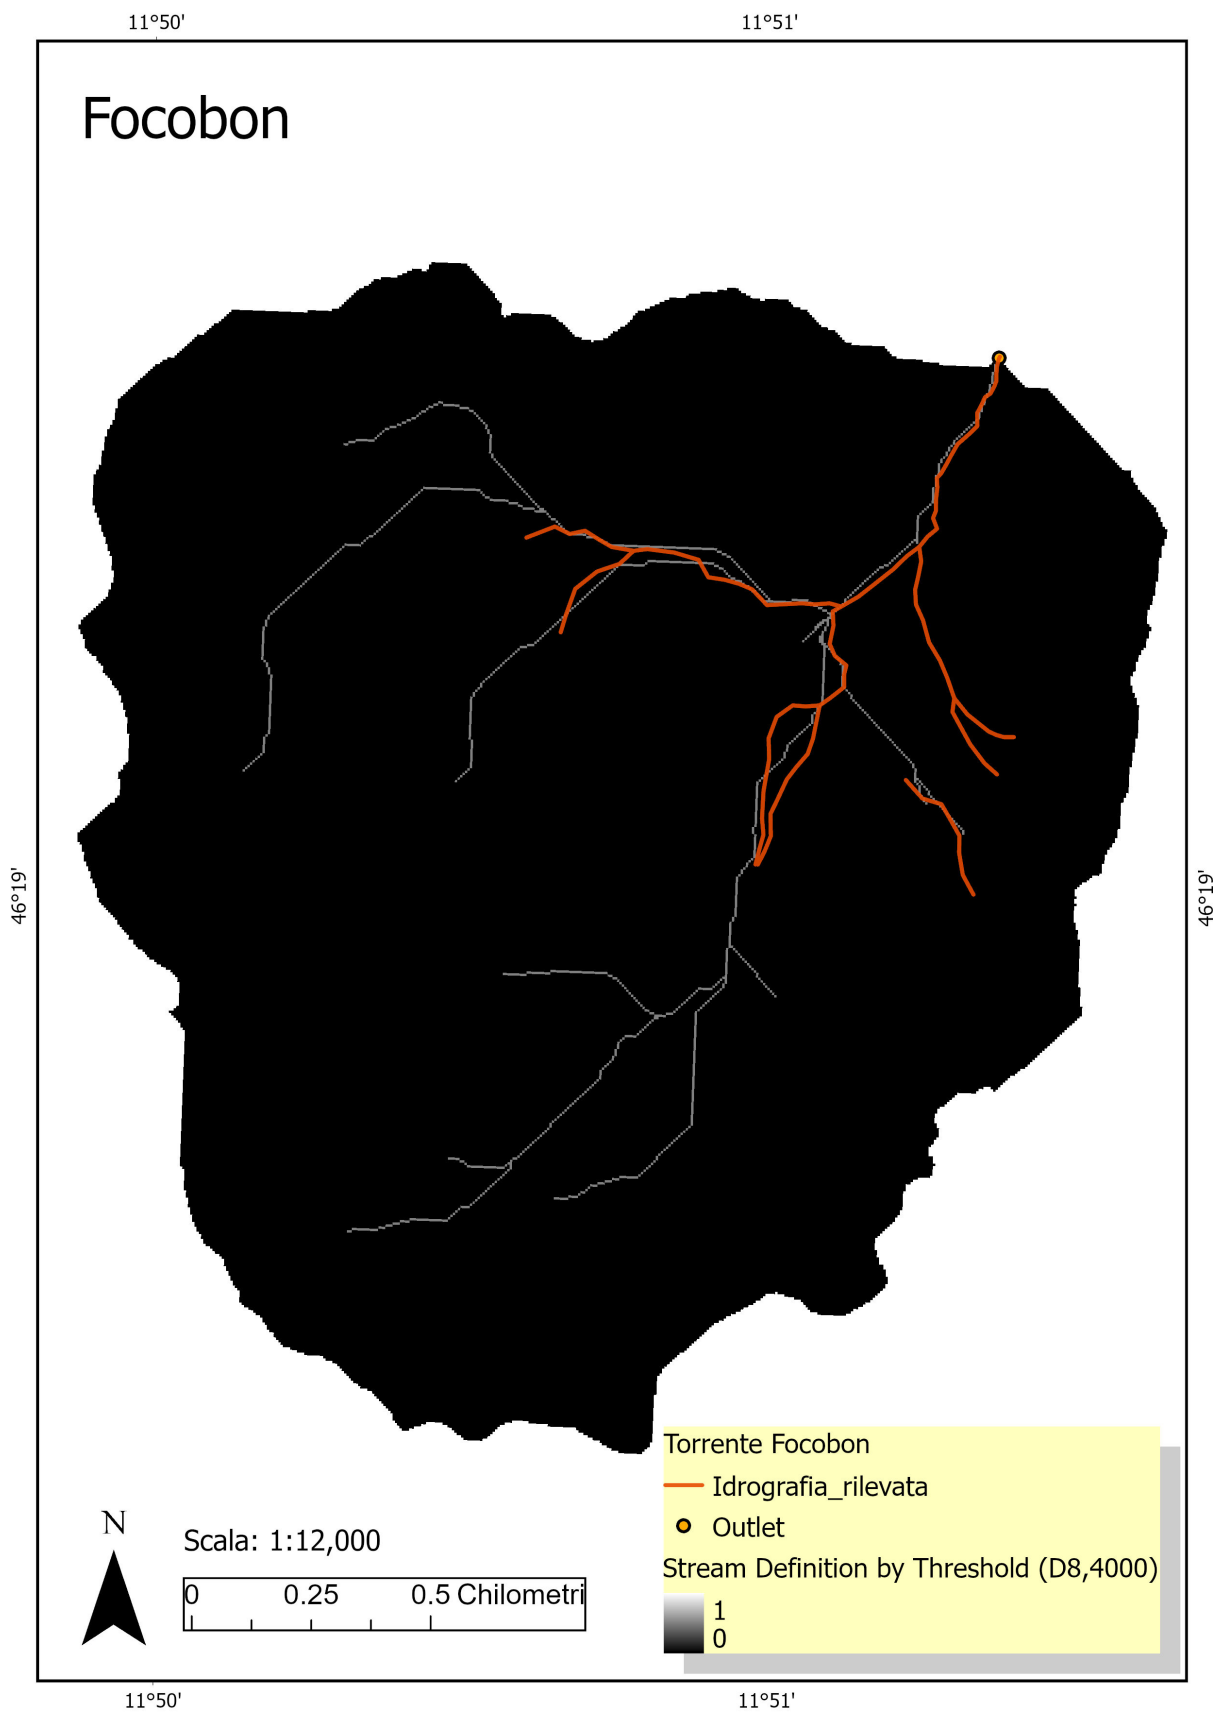 11°50'
11°51'
Focobon
46°19'
46°19'
Torrente Focobon
Idrografia_rilevata
Outlet
Stream Definition by Threshold (D8,4000)
1
0
N
Scala: 1:12,000
0 0.25 0.5 Chilometri
11°50'
11°51'